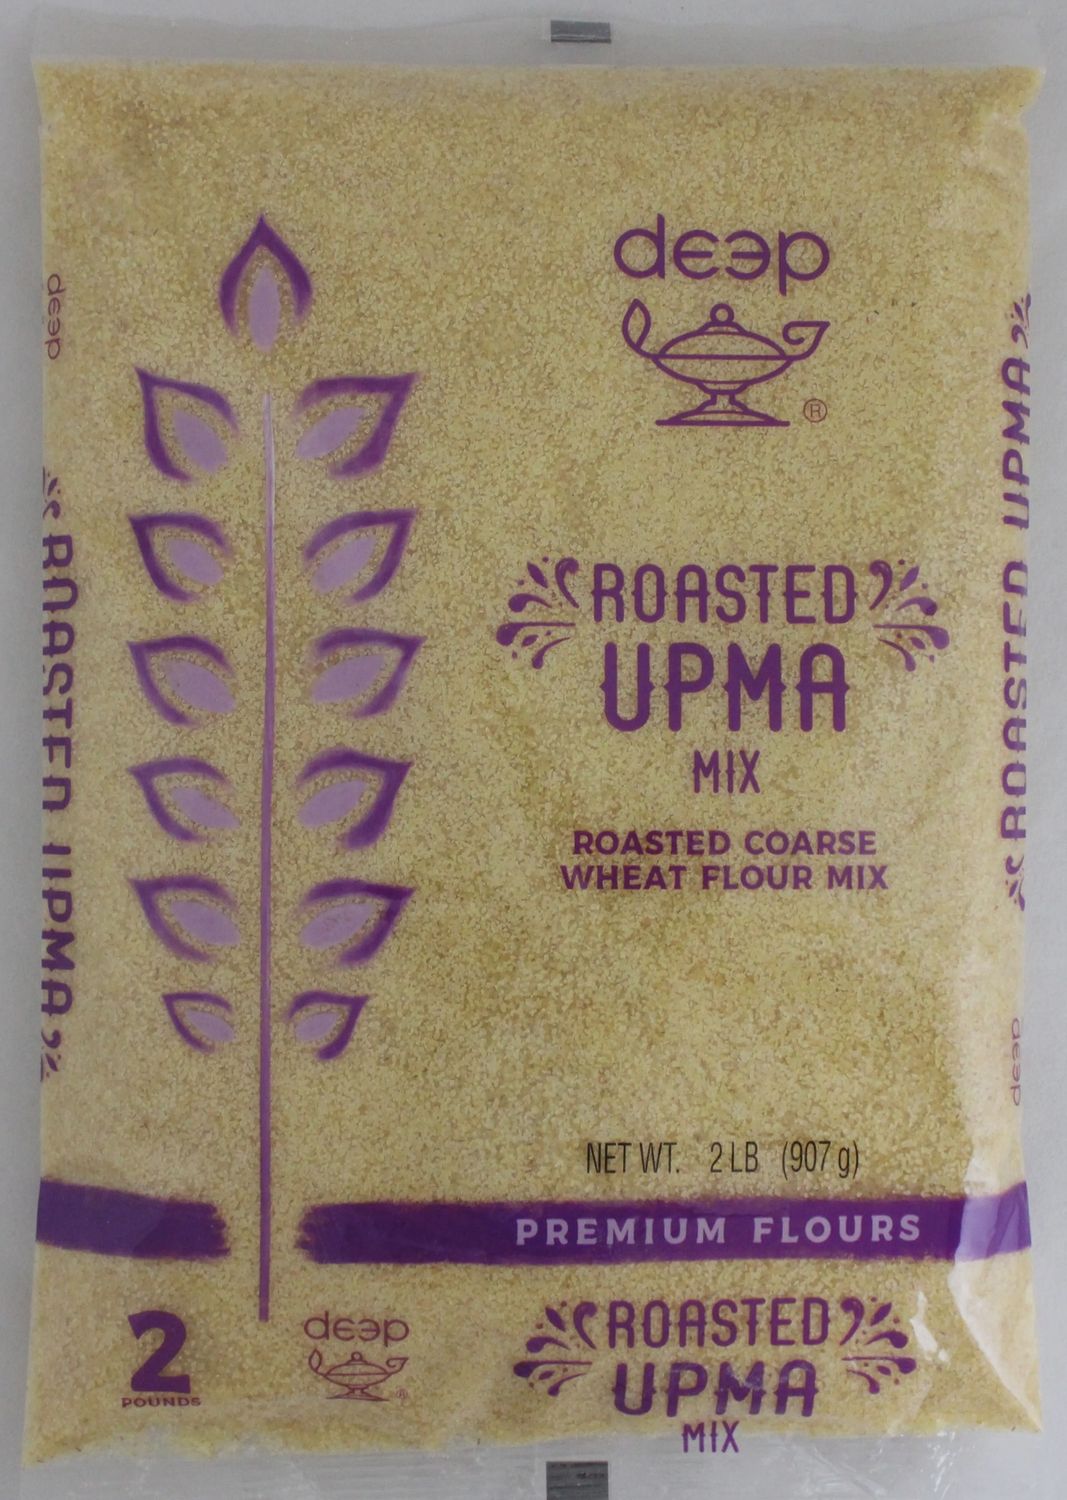 deep
®
ROASTED
UPMA
MIX
ROASTED COARSE
WHEAT FLOUR MIX
NET WT. 2 LB (907 g)
PREMIUM FLOURS
2
POUNDS
deep
®
ROASTED
UPMA
MIX
deep
ROASTED UPMA
ROASTED UPMA
deep